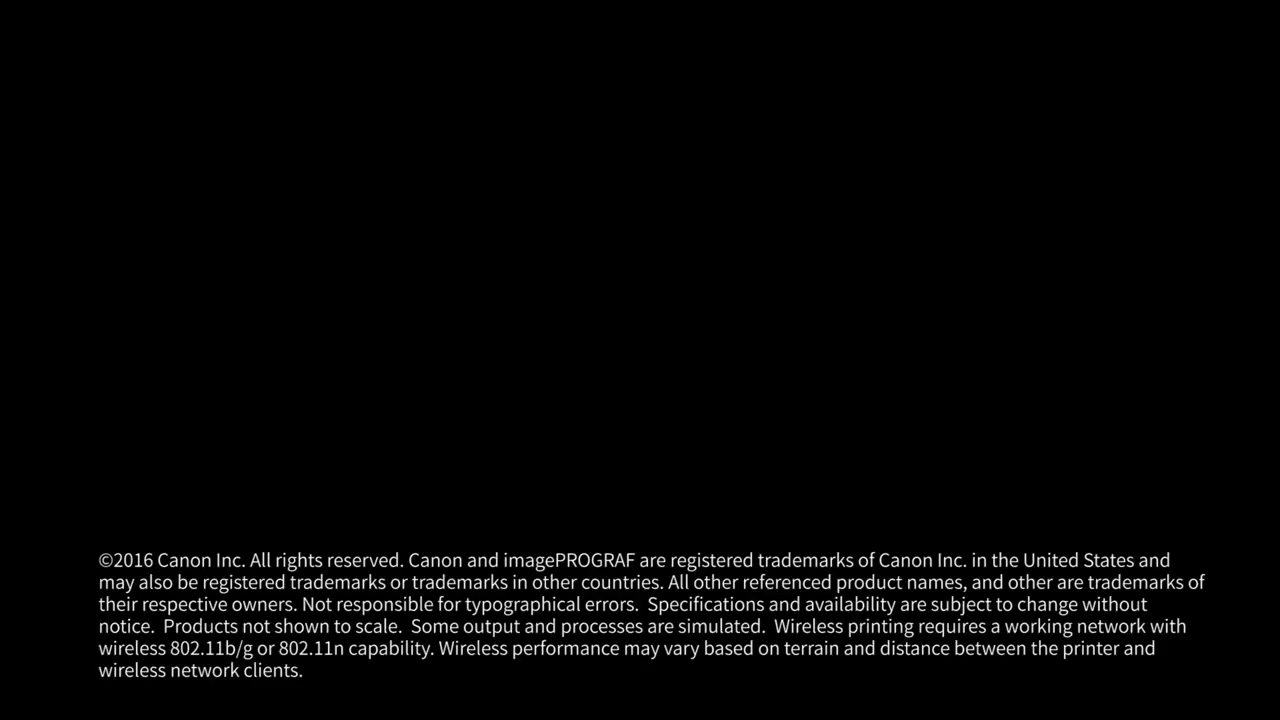 ©2016 Canon Inc. All rights reserved. Canon and imagePROGRAF are registered trademarks of Canon Inc. in the United States and
may also be registered trademarks or trademarks in other countries. All other referenced product names, and other are trademarks of
their respective owners. Not responsible for typographical errors.  Specifications and availability are subject to change without
notice.  Products not shown to scale.  Some output and processes are simulated.  Wireless printing requires a working network with
wireless 802.11b/g or 802.11n capability. Wireless performance may vary based on terrain and distance between the printer and
wireless network clients.